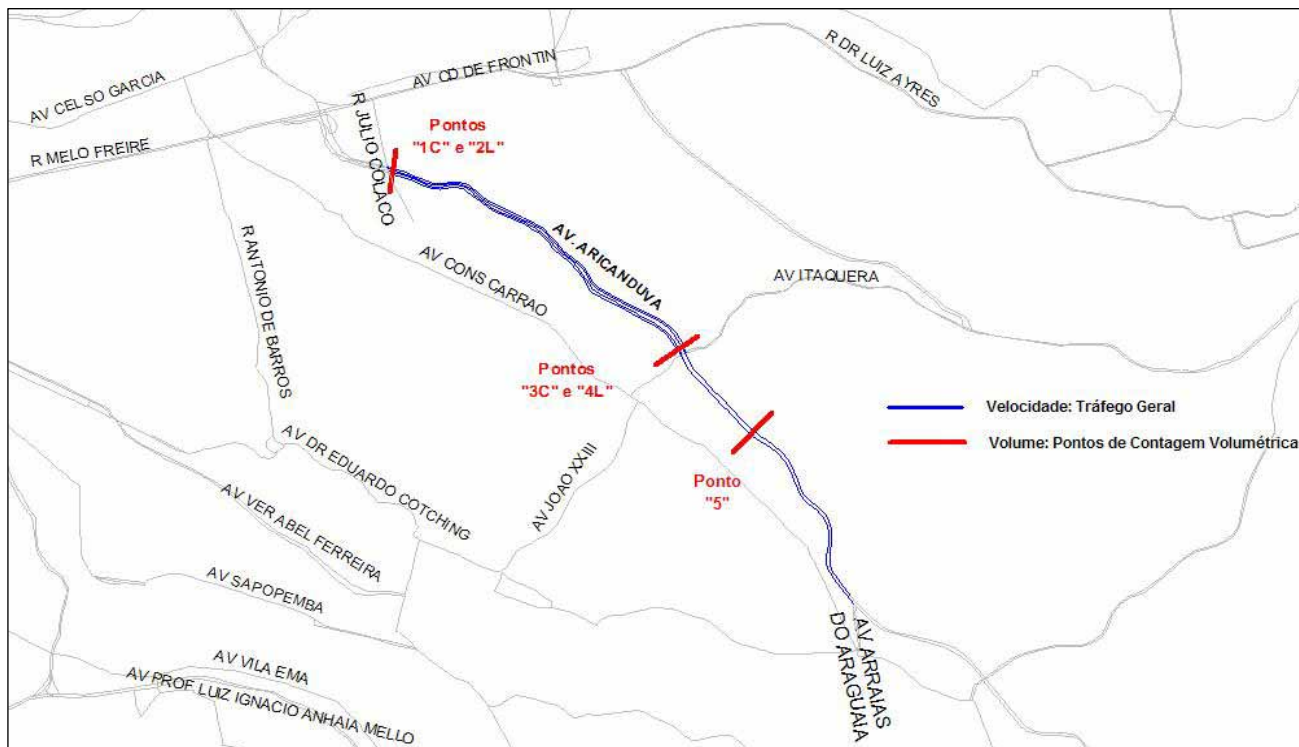 AV CELSO GARCIA
AV CD DE FRONTIN
R DR LUIZ AYRES
R MELO FREIRE
R JULIO COLACO
Pontos
"1C" e "2L"
AV. ARICANDUVA
AV CONS CARRAO
AV ITAQUERA
R ANTONIO DE BARROS
Pontos
"3C" e "4L"
Velocidade: Tráfego Geral
Volume: Pontos de Contagem Volumétrica
AV DR EDUARDO COTCHING
AV JOAO XXIII
Ponto
"5"
AV VER ABEL FERREIRA
AV SAPOPEMBA
AV ARRAIAS
DO ARAGUAIA
AV VILA EMA
AV PROF LUIZ IGNACIO ANHAIA MELLO